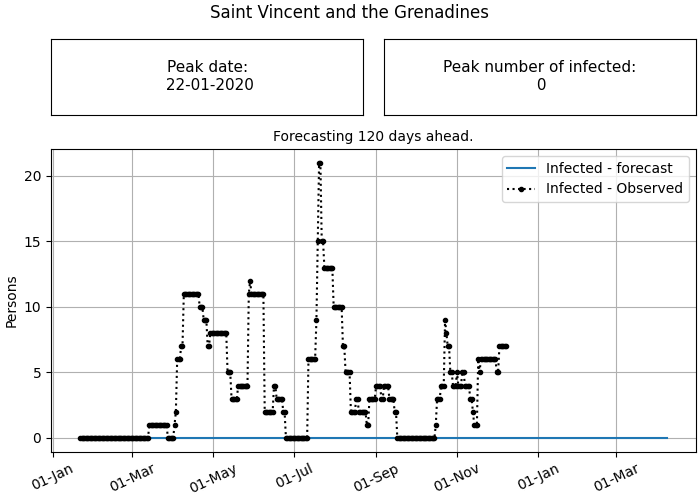 Saint Vincent and the Grenadines
Peak date:
22-01-2020
Peak number of infected:
0
Forecasting 120 days ahead.
Infected - forecast
Infected - Observed
Persons
20
15
10
5
0
01-Jan
01-Mar
01-May
01-Jul
01-Sep
01-Nov
01-Jan
01-Mar